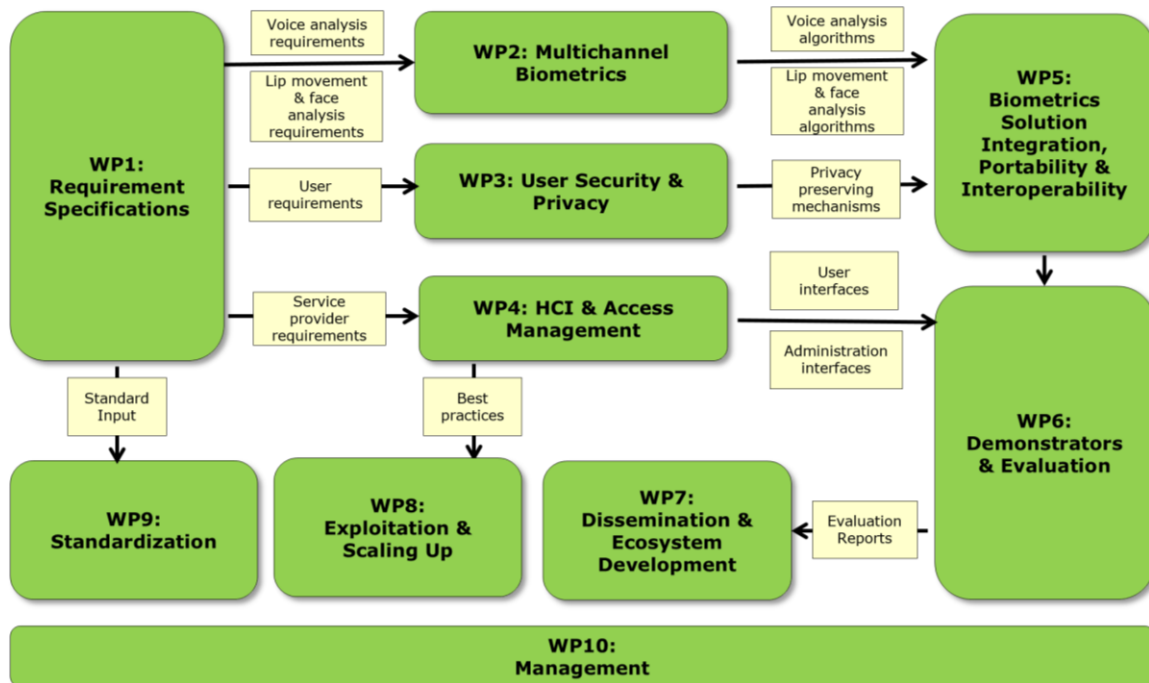 WP1:
Requirement
Specifications
Voice analysis
requirements
Lip movement
& face
analysis
requirements
WP2: Multichannel
Biometrics
Voice analysis
algorithms
Lip movement
& face
analysis
algorithms
WP5:
Biometrics
Solution
Integration,
Portability &
Interoperability
User
requirements
WP3: User Security &
Privacy
Privacy
preserving
mechanisms
Service
provider
requirements
WP4: HCI & Access
Management
User
interfaces
Administration
interfaces
WP6:
Demonstrators
& Evaluation
Standard
Input
Best
practices
WP9:
Standardization
WP8:
Exploitation &
Scaling Up
WP7:
Dissemination &
Ecosystem
Development
Evaluation
Reports
WP10:
Management